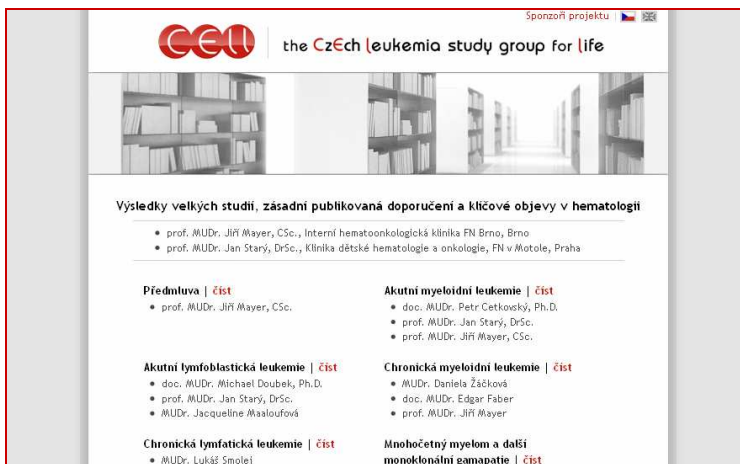 Sponzoři projektu
CELL
the CzEch leukemia study group for life
Výsledky velkých studií, zásadní publikovaná doporučení a klíčové objevy v hematologii
prof. MUDr. Jiří Mayer, CSc., Interní hematoonkologická klinika FN Brno, Brno
prof. MUDr. Jan Starý, DrSc., Klinika dětské hematologie a onkologie, FN v Motole, Praha
Předmluva | číst
prof. MUDr. Jiří Mayer, CSc.
Akutní myeloidní leukemie | číst
doc. MUDr. Petr Cetkovský, Ph.D.
prof. MUDr. Jan Starý, DrSc.
prof. MUDr. Jiří Mayer, CSc.
Akutní lymfoblastická leukemie | číst
doc. MUDr. Michael Doubek, Ph.D.
prof. MUDr. Jan Starý, DrSc.
MUDr. Jacqueline Maaloufová
Chronická myeloidní leukemie | číst
MUDr. Daniela Žáčková
doc. MUDr. Edgar Faber
prof. MUDr. Jiří Mayer
Chronická lymfatická leukemie | číst
MUDr. Lukáš Smolej
Mnohočetný myelom a další
monoklonální gamapatie | číst